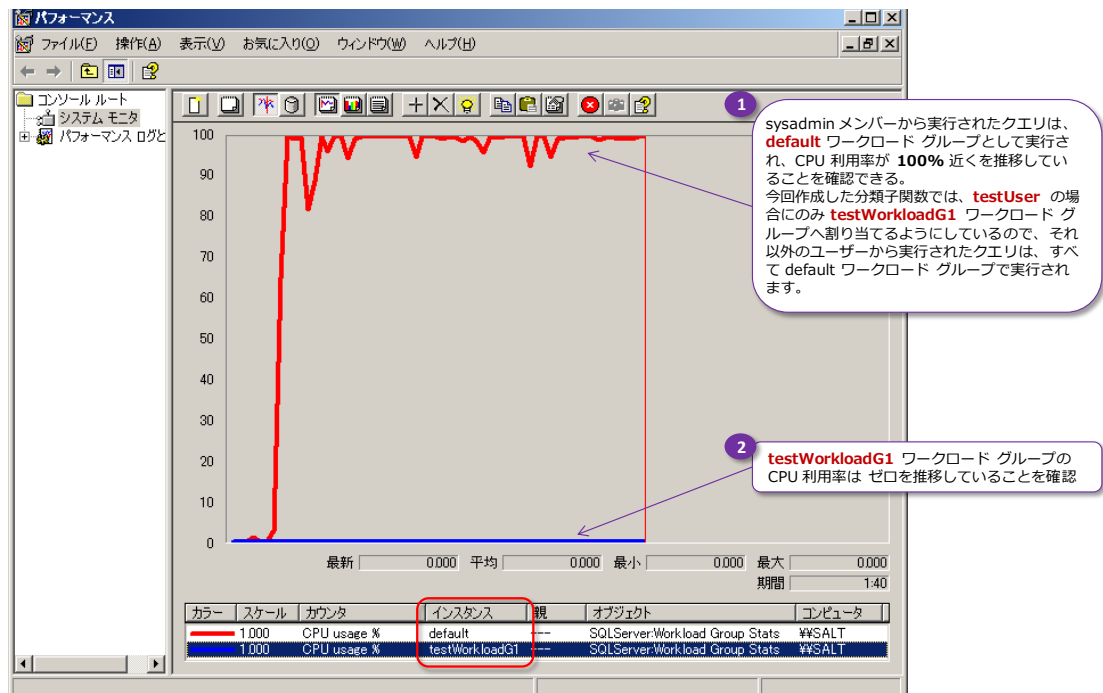 パフォーマンス
ファイル(F) 操作(A) 表示(V) お気に入り(O) ウィンドウ(W) ヘルプ(H)
コンソール ルート
システム モニタ
パフォーマンス ログと
100
90
80
70
60
50
40
30
20
10
0
1
sysadmin メンバーから実行されたクエリは、
default ワークロード グループとして実行さ
れ、CPU 利用率が 100% 近くを推移してい
ることを確認できる。
今回作成した分類子関数では、testUser の場
合にのみ testWorkloadG1 ワークロード グ
ループへ割り当てるようにしているので、それ
以外のユーザーから実行されたクエリは、すべ
て default ワークロード グループで実行され
ます。
2
testWorkloadG1 ワークロード グループの
CPU 利用率は ゼロを推移していることを確認
最新 0.000 平均 0.000 最小 0.000 最大 0.000
期間 1:40
カラー スケール カウンタ インスタンス 親 オブジェクト コンピュータ
1.000 CPU usage % default --- SQLServer:Workload Group Stats ¥¥SALT
1.000 CPU usage % testWorkloadG1 --- SQLServer:Workload Group Stats ¥¥SALT